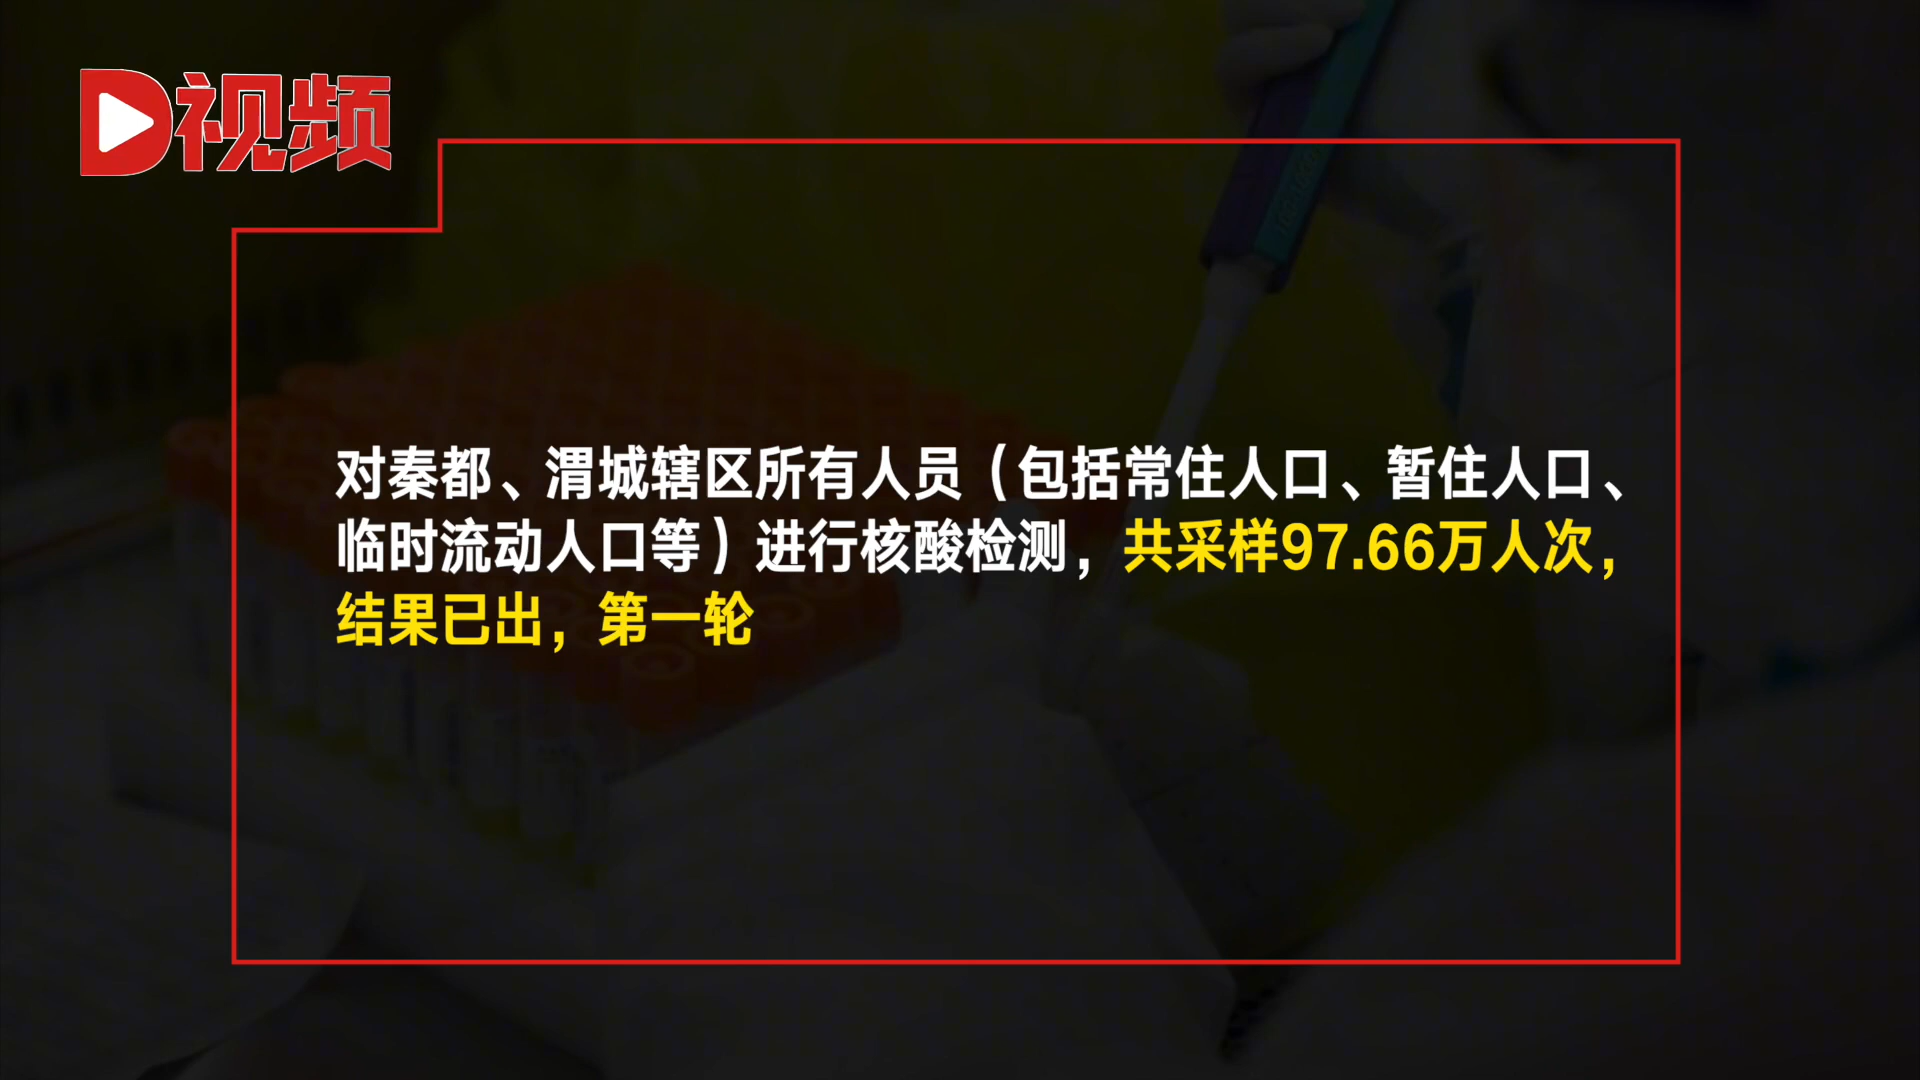 D视频
对秦都、渭城辖区所有人员（包括常住人口、暂住人口、
临时流动人口等）进行核酸检测，共采样97.66万人次，
结果已出，第一轮